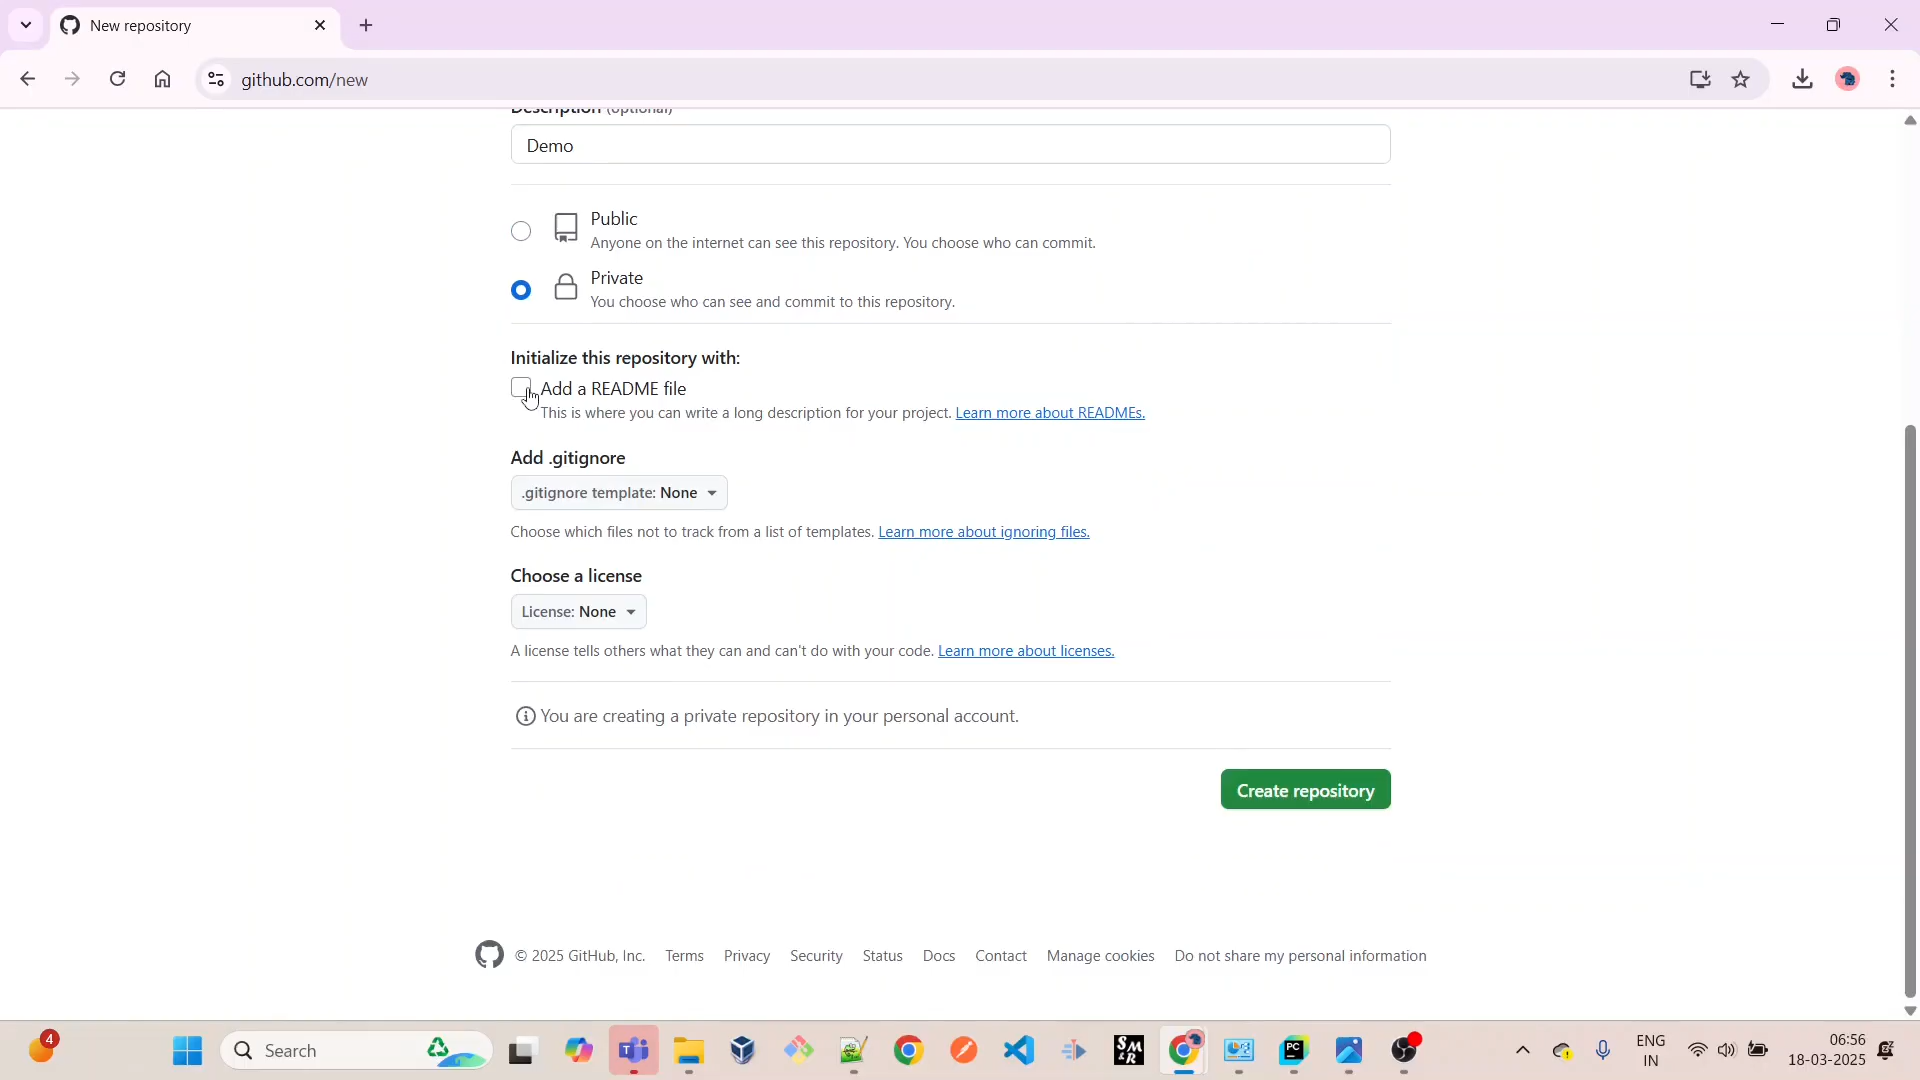 New repository
github.com/new
Description (optional)
Demo
Public
Anyone on the internet can see this repository. You choose who can commit.
Private
You choose who can see and commit to this repository.
Initialize this repository with:
Add a README file
This is where you can write a long description for your project. Learn more about READMEs.
Add .gitignore
.gitignore template: None
Choose which files not to track from a list of templates. Learn more about ignoring files.
Choose a license
License: None
A license tells others what they can and can't do with your code. Learn more about licenses.
You are creating a private repository in your personal account.
Create repository
© 2025 GitHub, Inc. Terms Privacy Security Status Docs Contact Manage cookies Do not share my personal information
4
Search
SM
&R
PC
ENG
IN
06:56
18-03-2025